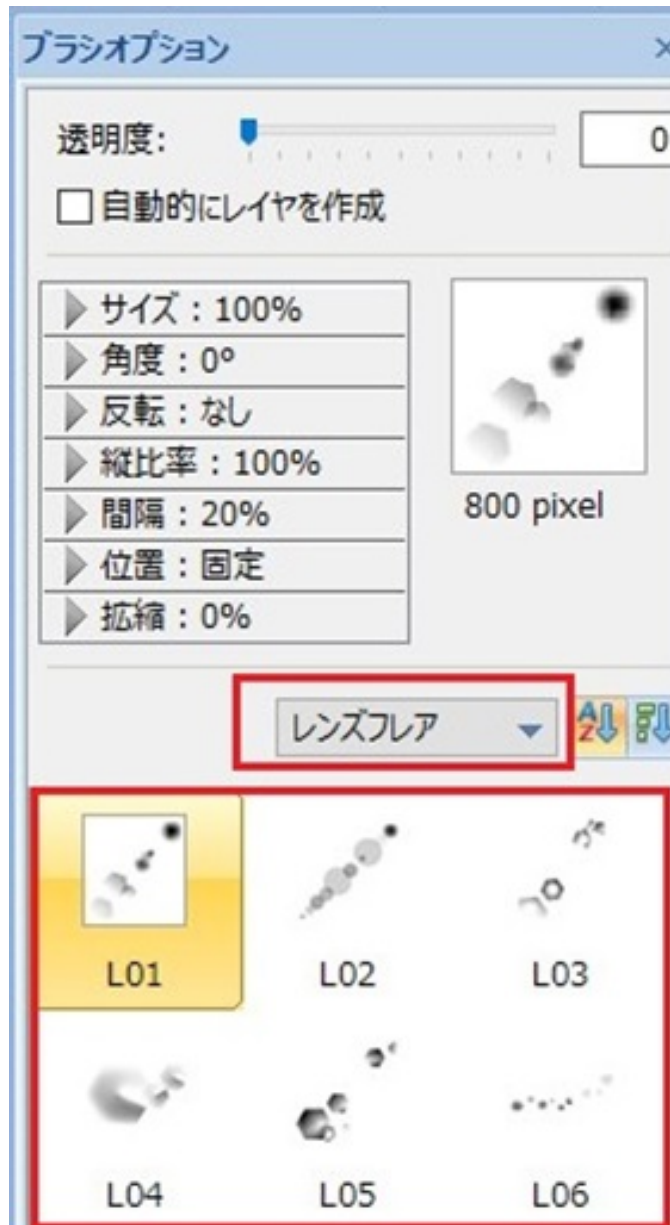 ブラシオプション
透明度: 0
自動的にレイヤを作成
サイズ : 100%
角度 : 0°
反転 : なし
縦比率 : 100%
間隔 : 20%
位置 : 固定
拡縮 : 0%
800 pixel
レンズフレア
L01 L02 L03
L04 L05 L06